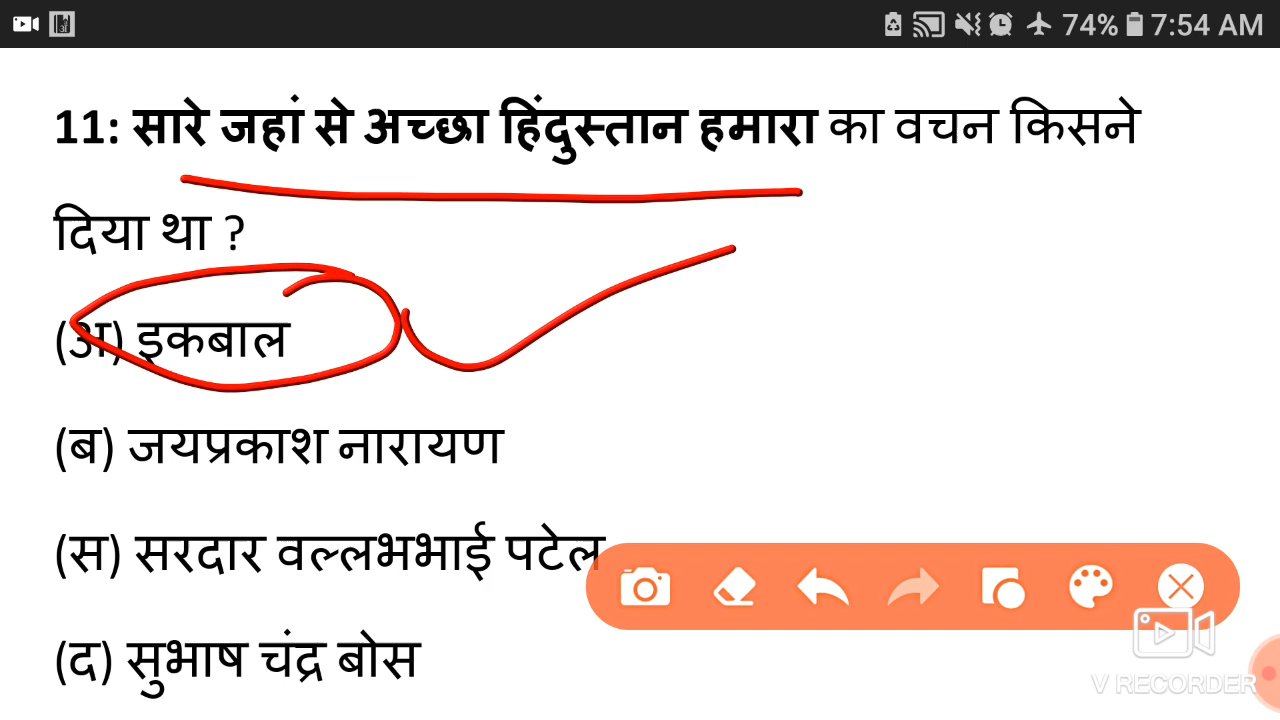 74% 7:54 AM
11: सारे जहां से अच्छा हिंदुस्तान हमारा का वचन किसने
दिया था ?
(अ) इकबाल
(ब) जयप्रकाश नारायण
(स) सरदार वल्लभभाई पटेल
(द) सुभाष चंद्र बोस
V RECORDER